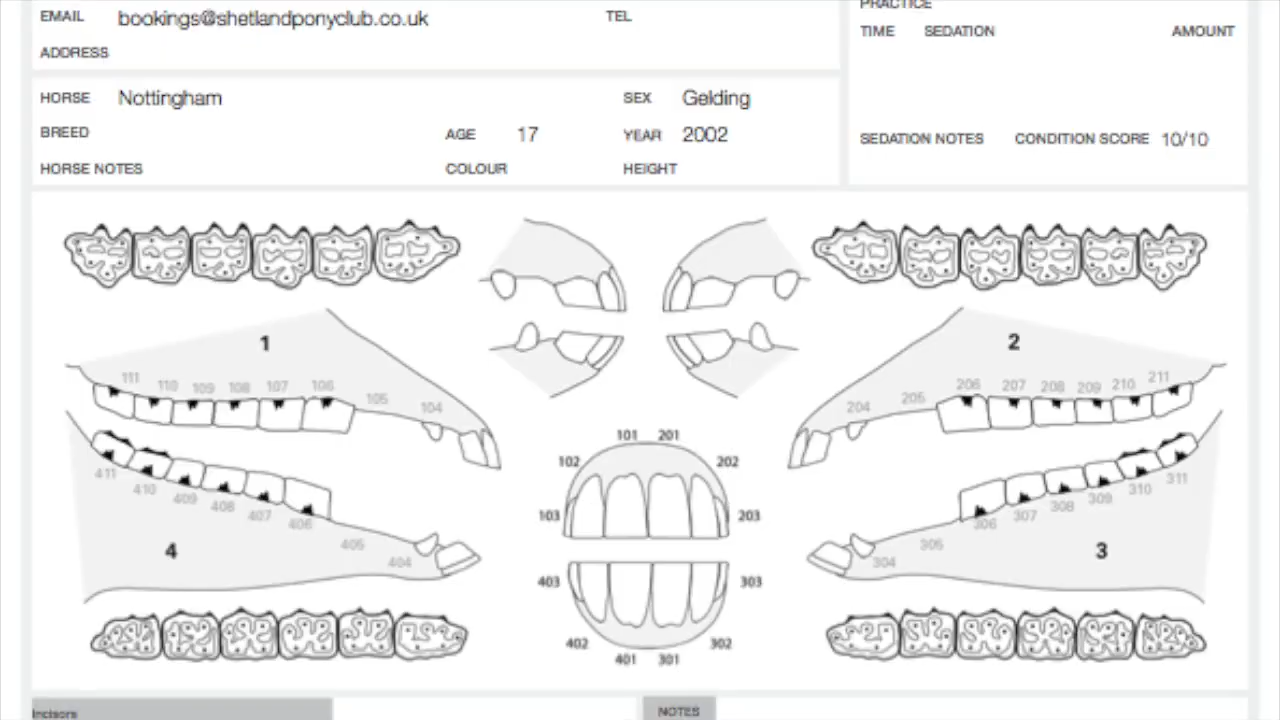 PRACTICE
EMAIL bookings@shetlandponyclub.co.uk TEL
TIME SEDATION AMOUNT
ADDRESS
HORSE Nottingham SEX Gelding
BREED AGE 17 YEAR 2002
SEDATION NOTES CONDITION SCORE 10/10
HORSE NOTES COLOUR HEIGHT
1
111 110 109 108 107 106 105 104
2
204 205 206 207 208 209 210 211
101 201
102 202
103 203
411 410 409 408 407 406 405 404
4
311 310 309 308 307 306 305 304
3
403 303
402 302
401 301
Incisors NOTES